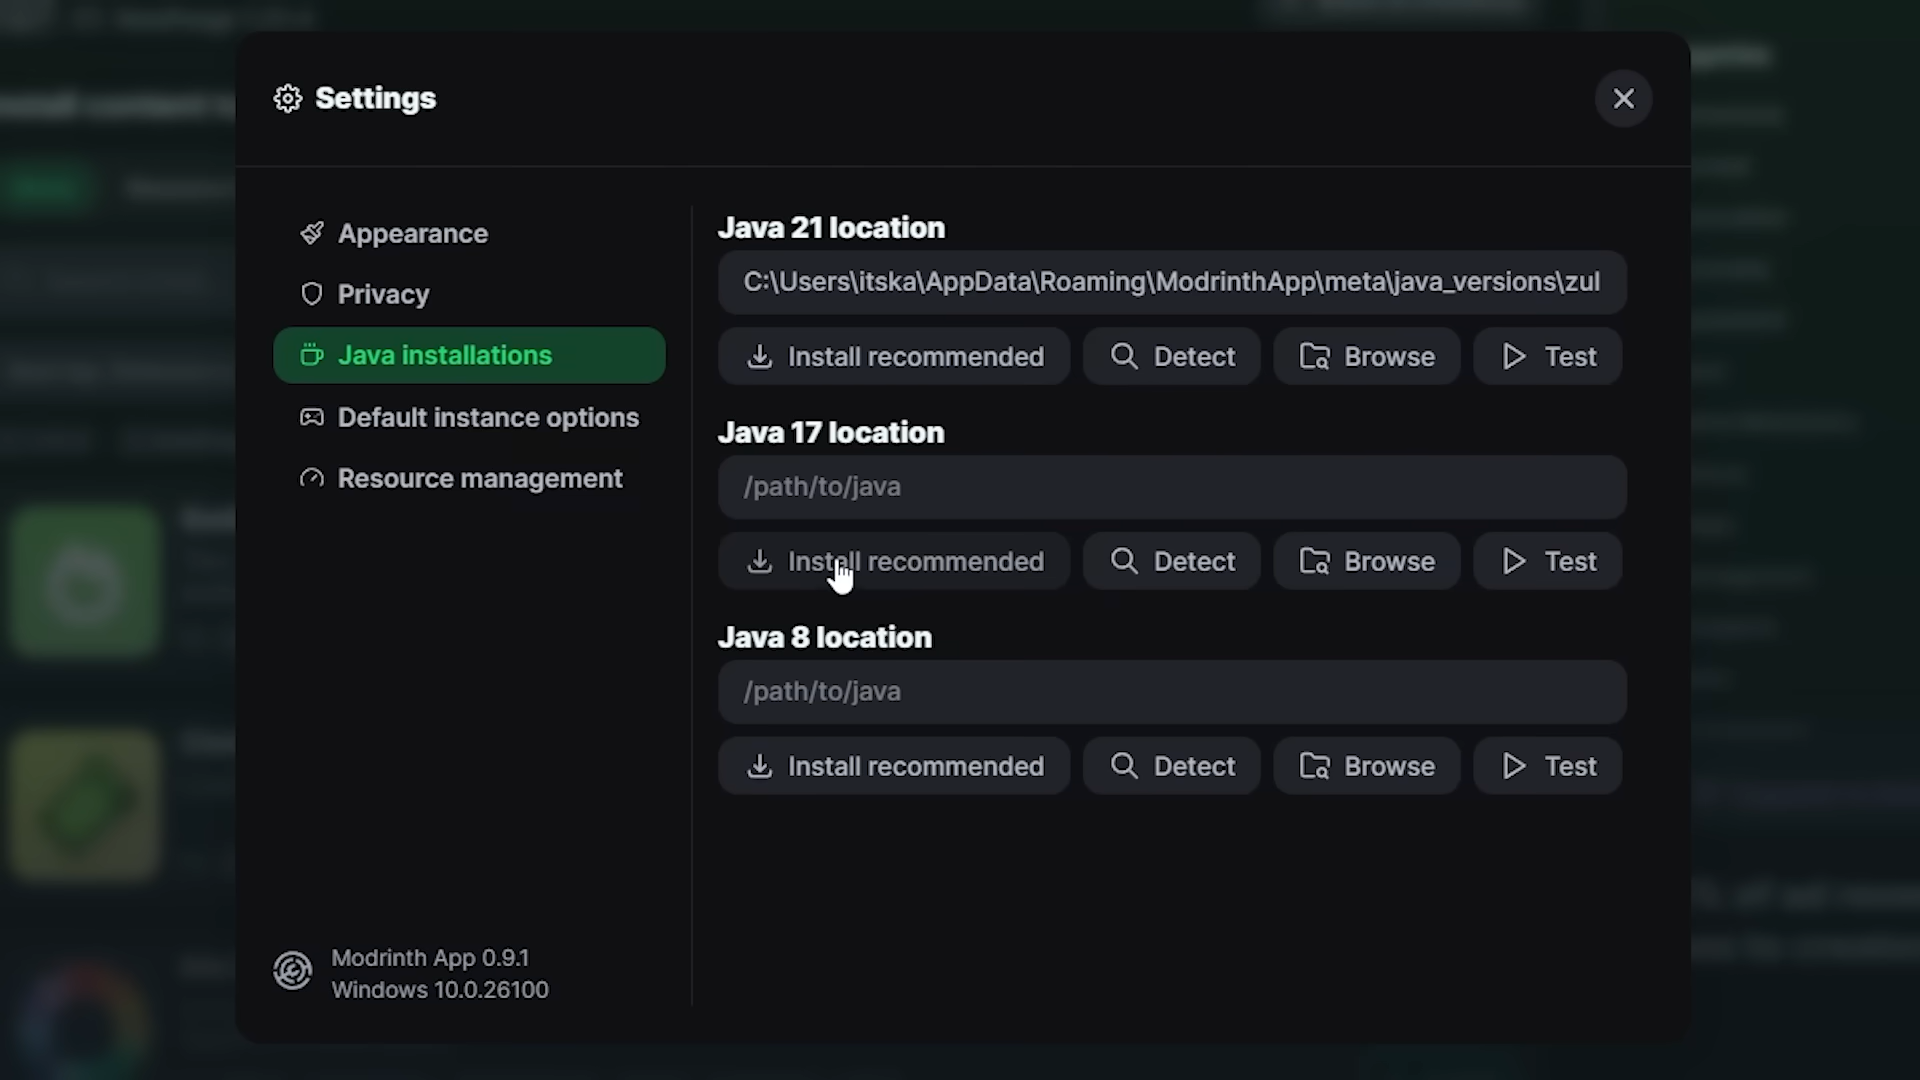 Settings
Appearance
Privacy
Java installations
Default instance options
Resource management
Modrinth App 0.9.1
Windows 10.0.26100
Java 21 location
C:\Users\itska\AppData\Roaming\ModrinthApp\meta\java_versions\zul
Install recommended Detect Browse Test
Java 17 location
/path/to/java
Install recommended Detect Browse Test
Java 8 location
/path/to/java
Install recommended Detect Browse Test